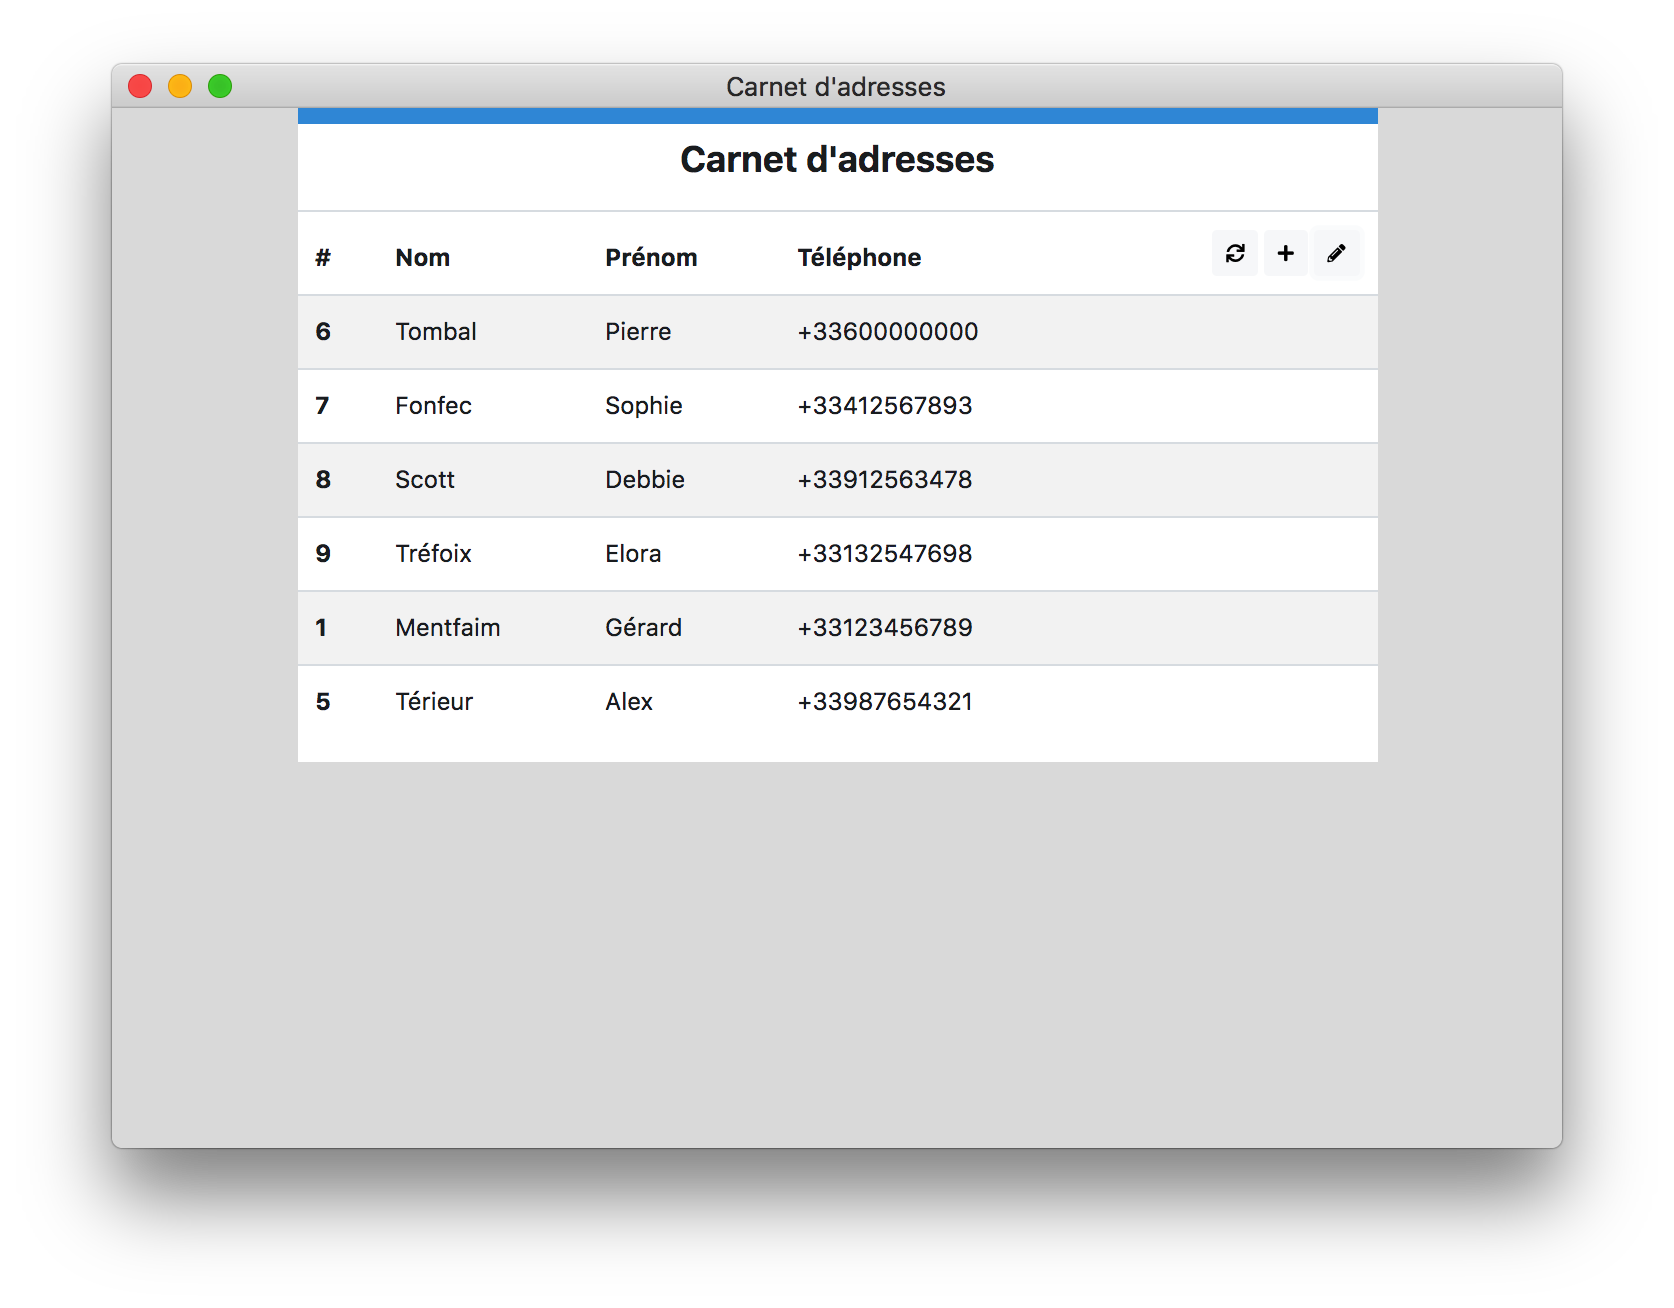 Carnet d'adresses
Carnet d'adresses
# Nom Prénom Téléphone
6 Tombal Pierre +33600000000
7 Fonfec Sophie +33412567893
8 Scott Debbie +33912563478
9 Tréfoix Elora +33132547698
1 Mentfaim Gérard +33123456789
5 Térieur Alex +33987654321